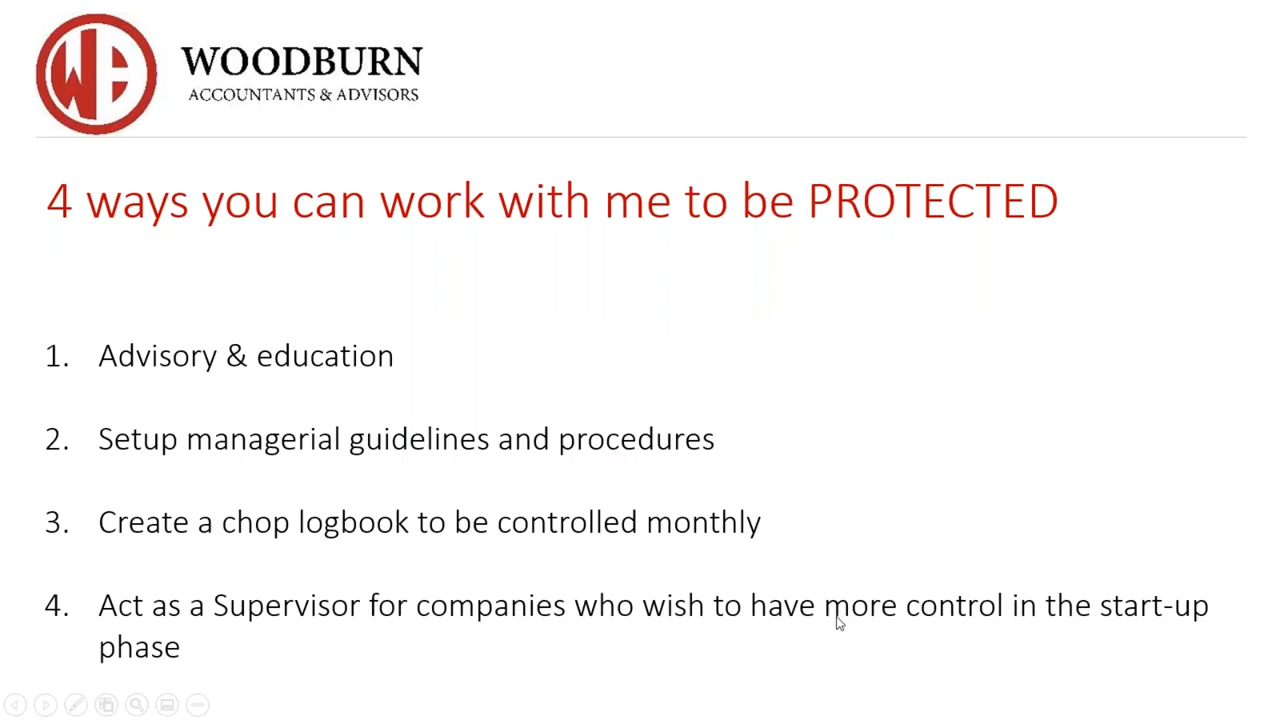 WB
WOODBURN
ACCOUNTANTS & ADVISORS
4 ways you can work with me to be PROTECTED
1. Advisory & education
2. Setup managerial guidelines and procedures
3. Create a chop logbook to be controlled monthly
4. Act as a Supervisor for companies who wish to have more control in the start-up
phase